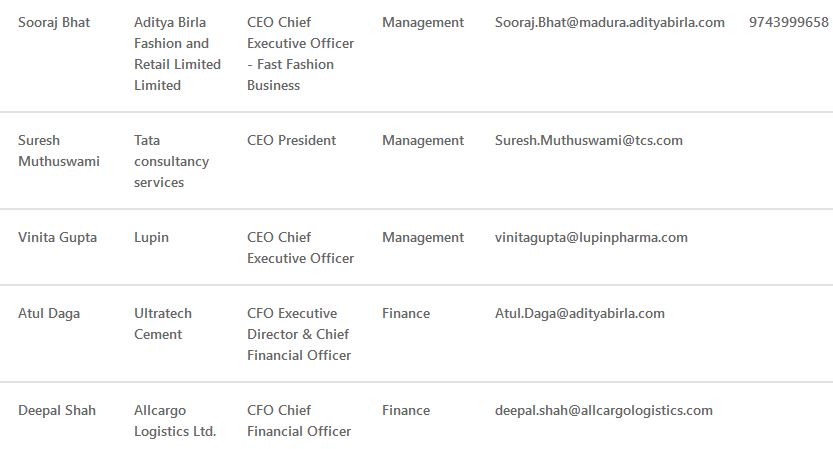 Sooraj Bhat Aditya Birla CEO Chief Management Sooraj.Bhat@madura.adityabirla.com 9743999658
Fashion and Executive Officer
Retail Limited - Fast Fashion
Limited Business
Suresh Tata CEO President Management Suresh.Muthuswami@tcs.com
Muthuswami consultancy
services
Vinita Gupta Lupin CEO Chief Management vinitagupta@lupinpharma.com
Executive Officer
Atul Daga Ultratech CFO Executive Finance Atul.Daga@adityabirla.com
Cement Director & Chief
Financial Officer
Deepal Shah Allcargo CFO Chief Finance deepal.shah@allcargologistics.com
Logistics Ltd. Financial Officer